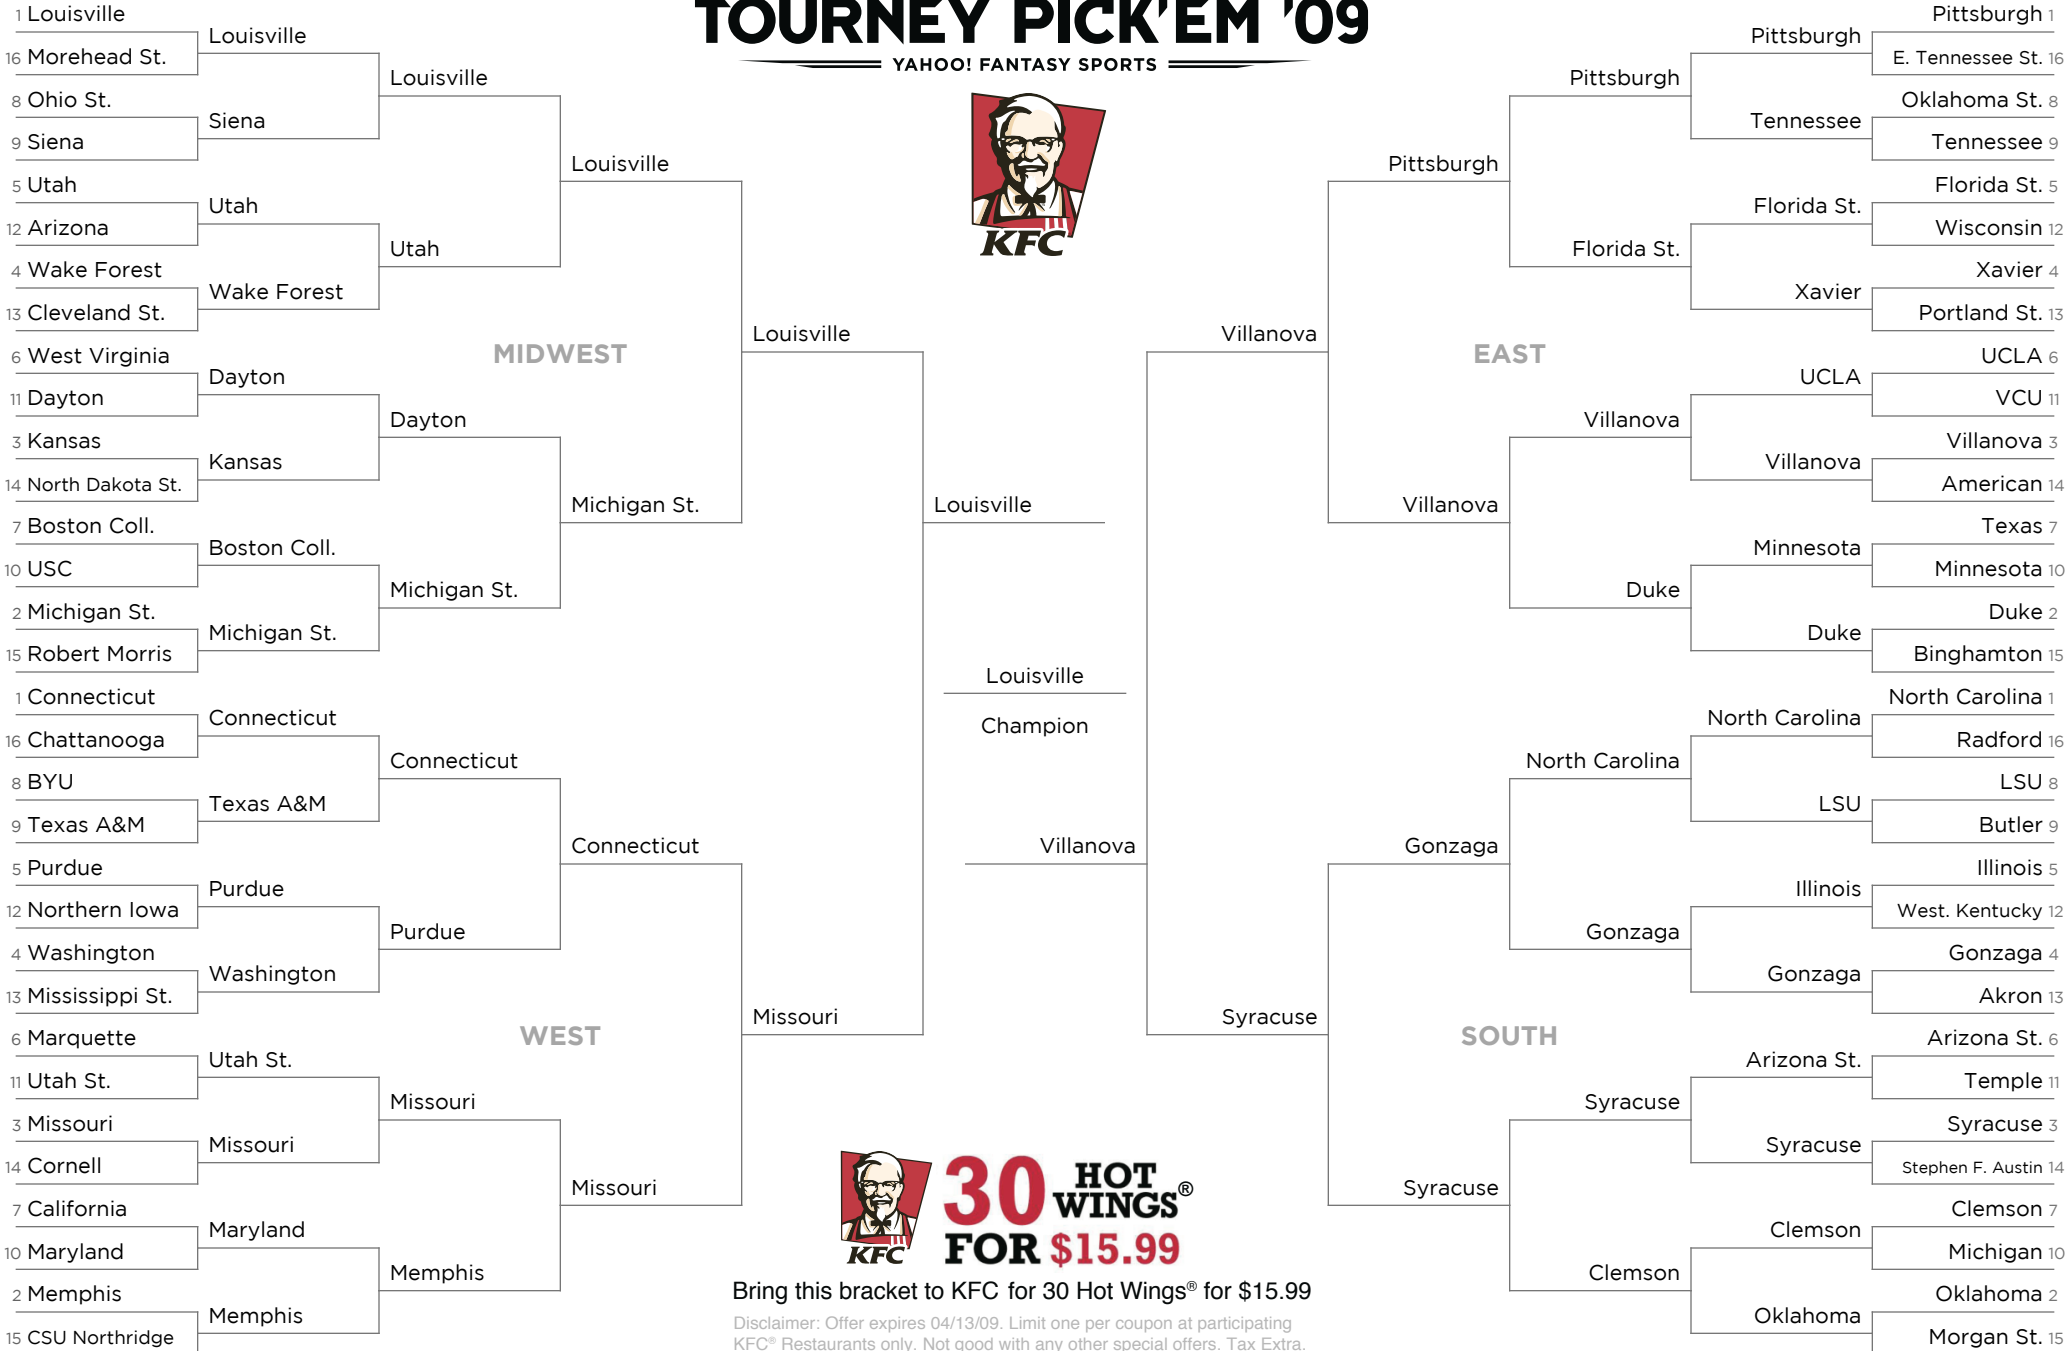 TOURNEY PICK'EM '09
YAHOO! FANTASY SPORTS
KFC
1 Louisville
16 Morehead St.
8 Ohio St.
9 Siena
5 Utah
12 Arizona
4 Wake Forest
13 Cleveland St.
6 West Virginia
11 Dayton
3 Kansas
14 North Dakota St.
7 Boston Coll.
10 USC
2 Michigan St.
15 Robert Morris
1 Connecticut
16 Chattanooga
8 BYU
9 Texas A&M
5 Purdue
12 Northern Iowa
4 Washington
13 Mississippi St.
6 Marquette
11 Utah St.
3 Missouri
14 Cornell
7 California
10 Maryland
2 Memphis
15 CSU Northridge
Louisville
Siena
Utah
Wake Forest
Dayton
Kansas
Boston Coll.
Michigan St.
Connecticut
Texas A&M
Purdue
Washington
Utah St.
Missouri
Maryland
Memphis
Louisville
Utah
Dayton
Michigan St.
Connecticut
Purdue
Missouri
Memphis
MIDWEST
WEST
Louisville
Michigan St.
Connecticut
Missouri
Louisville
Missouri
Louisville
Louisville
Champion
Villanova
Villanova
Syracuse
EAST
SOUTH
Pittsburgh
Villanova
Gonzaga
Syracuse
Pittsburgh
Florida St.
Villanova
Duke
North Carolina
Gonzaga
Syracuse
Clemson
Pittsburgh
Tennessee
Florida St.
Xavier
UCLA
Villanova
Minnesota
Duke
North Carolina
LSU
Illinois
Gonzaga
Arizona St.
Syracuse
Clemson
Oklahoma
Pittsburgh 1
E. Tennessee St. 16
Oklahoma St. 8
Tennessee 9
Florida St. 5
Wisconsin 12
Xavier 4
Portland St. 13
UCLA 6
VCU 11
Villanova 3
American 14
Texas 7
Minnesota 10
Duke 2
Binghamton 15
North Carolina 1
Radford 16
LSU 8
Butler 9
Illinois 5
West. Kentucky 12
Gonzaga 4
Akron 13
Arizona St. 6
Temple 11
Syracuse 3
Stephen F. Austin 14
Clemson 7
Michigan 10
Oklahoma 2
Morgan St. 15
KFC
30 HOT WINGS®
FOR $15.99
Bring this bracket to KFC for 30 Hot Wings® for $15.99
Disclaimer: Offer expires 04/13/09. Limit one per coupon at participating
KFC® Restaurants only. Not good with any other special offers. Tax Extra.